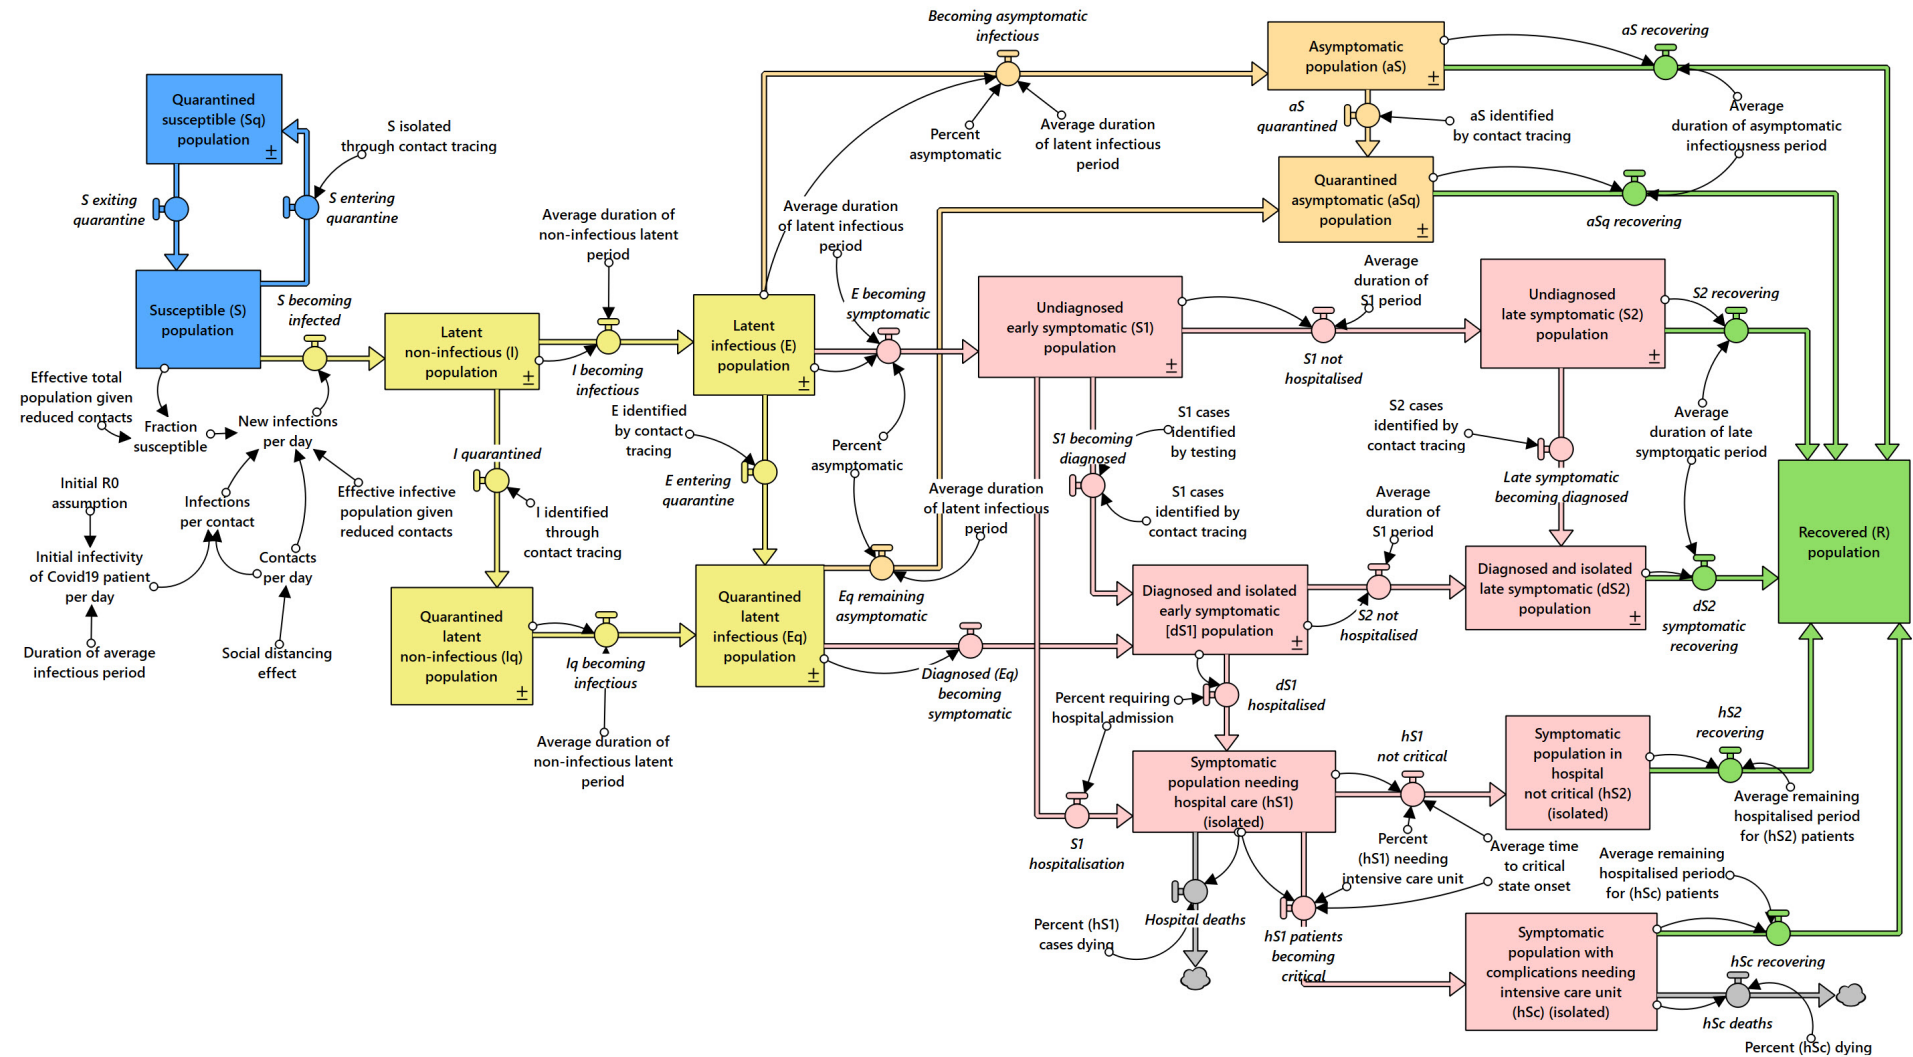 Becoming asymptomatic
infectious
Asymptomatic
population (aS)
±
aS recovering
Quarantined
susceptible (Sq)
population
±
S isolated
through contact tracing
S exiting
quarantine
S entering
quarantine
Percent
asymptomatic
Average duration
of latent infectious
period
aS
quarantined
aS identified
by contact tracing
Average
duration of asymptomatic
infectiousness period
Quarantined
asymptomatic (aSq)
population
±
aSq recovering
Susceptible (S)
population
S becoming
infected
Average duration of
non-infectious latent
period
Average duration
of latent infectious
period
E becoming
symptomatic
Latent
non-infectious (I)
population
±
I becoming
infectious
Latent
infectious (E)
population
±
Undiagnosed
early symptomatic (S1)
population
Average
duration of
S1 period
S1 not
hospitalised
Undiagnosed
late symptomatic (S2)
population
±
S2 recovering
Effective total
population given
reduced contacts
Fraction
susceptible
New infections
per day
I quarantined
E identified
by contact
tracing
E entering
quarantine
Percent
asymptomatic
S1 becoming
diagnosed
S1 cases
identified
by testing
S2 cases
identified by
contact tracing
Average
duration of late
symptomatic period
Late symptomatic
becoming diagnosed
Initial R0
assumption
Infections
per contact
Effective infective
population given
reduced contacts
I identified
through
contact tracing
Average duration
of latent infectious
period
S1 cases
identified by
contact tracing
Average
duration of
S1 period
Recovered (R)
population
Initial infectivity
of Covid19 patient
per day
Contacts
per day
Eq remaining
asymptomatic
Diagnosed and isolated
early symptomatic
[dS1] population
±
S2 not
hospitalised
Diagnosed and isolated
late symptomatic (dS2)
population
±
dS2
symptomatic
recovering
Quarantined
latent
non-infectious (Iq)
population
±
Iq becoming
infectious
Quarantined
latent
infectious (Eq)
population
±
Diagnosed (Eq)
becoming
symptomatic
Duration of average
infectious period
Social distancing
effect
Average duration of
non-infectious latent
period
Percent requiring
hospital admission
dS1
hospitalised
Symptomatic
population needing
hospital care (hS1)
(isolated)
hS1
not critical
Symptomatic
population in
hospital
not critical (hS2)
(isolated)
hS2
recovering
S1
hospitalisation
Percent
(hS1) needing
intensive care unit
Average time
to critical
state onset
Average remaining
hospitalised period
for (hS2) patients
Average remaining
hospitalised period
for (hSc) patients
Percent (hS1)
cases dying
Hospital deaths
hS1 patients
becoming
critical
Symptomatic
population with
complications needing
intensive care unit
(hSc) (isolated)
hSc recovering
hSc deaths
Percent (hSc) dying